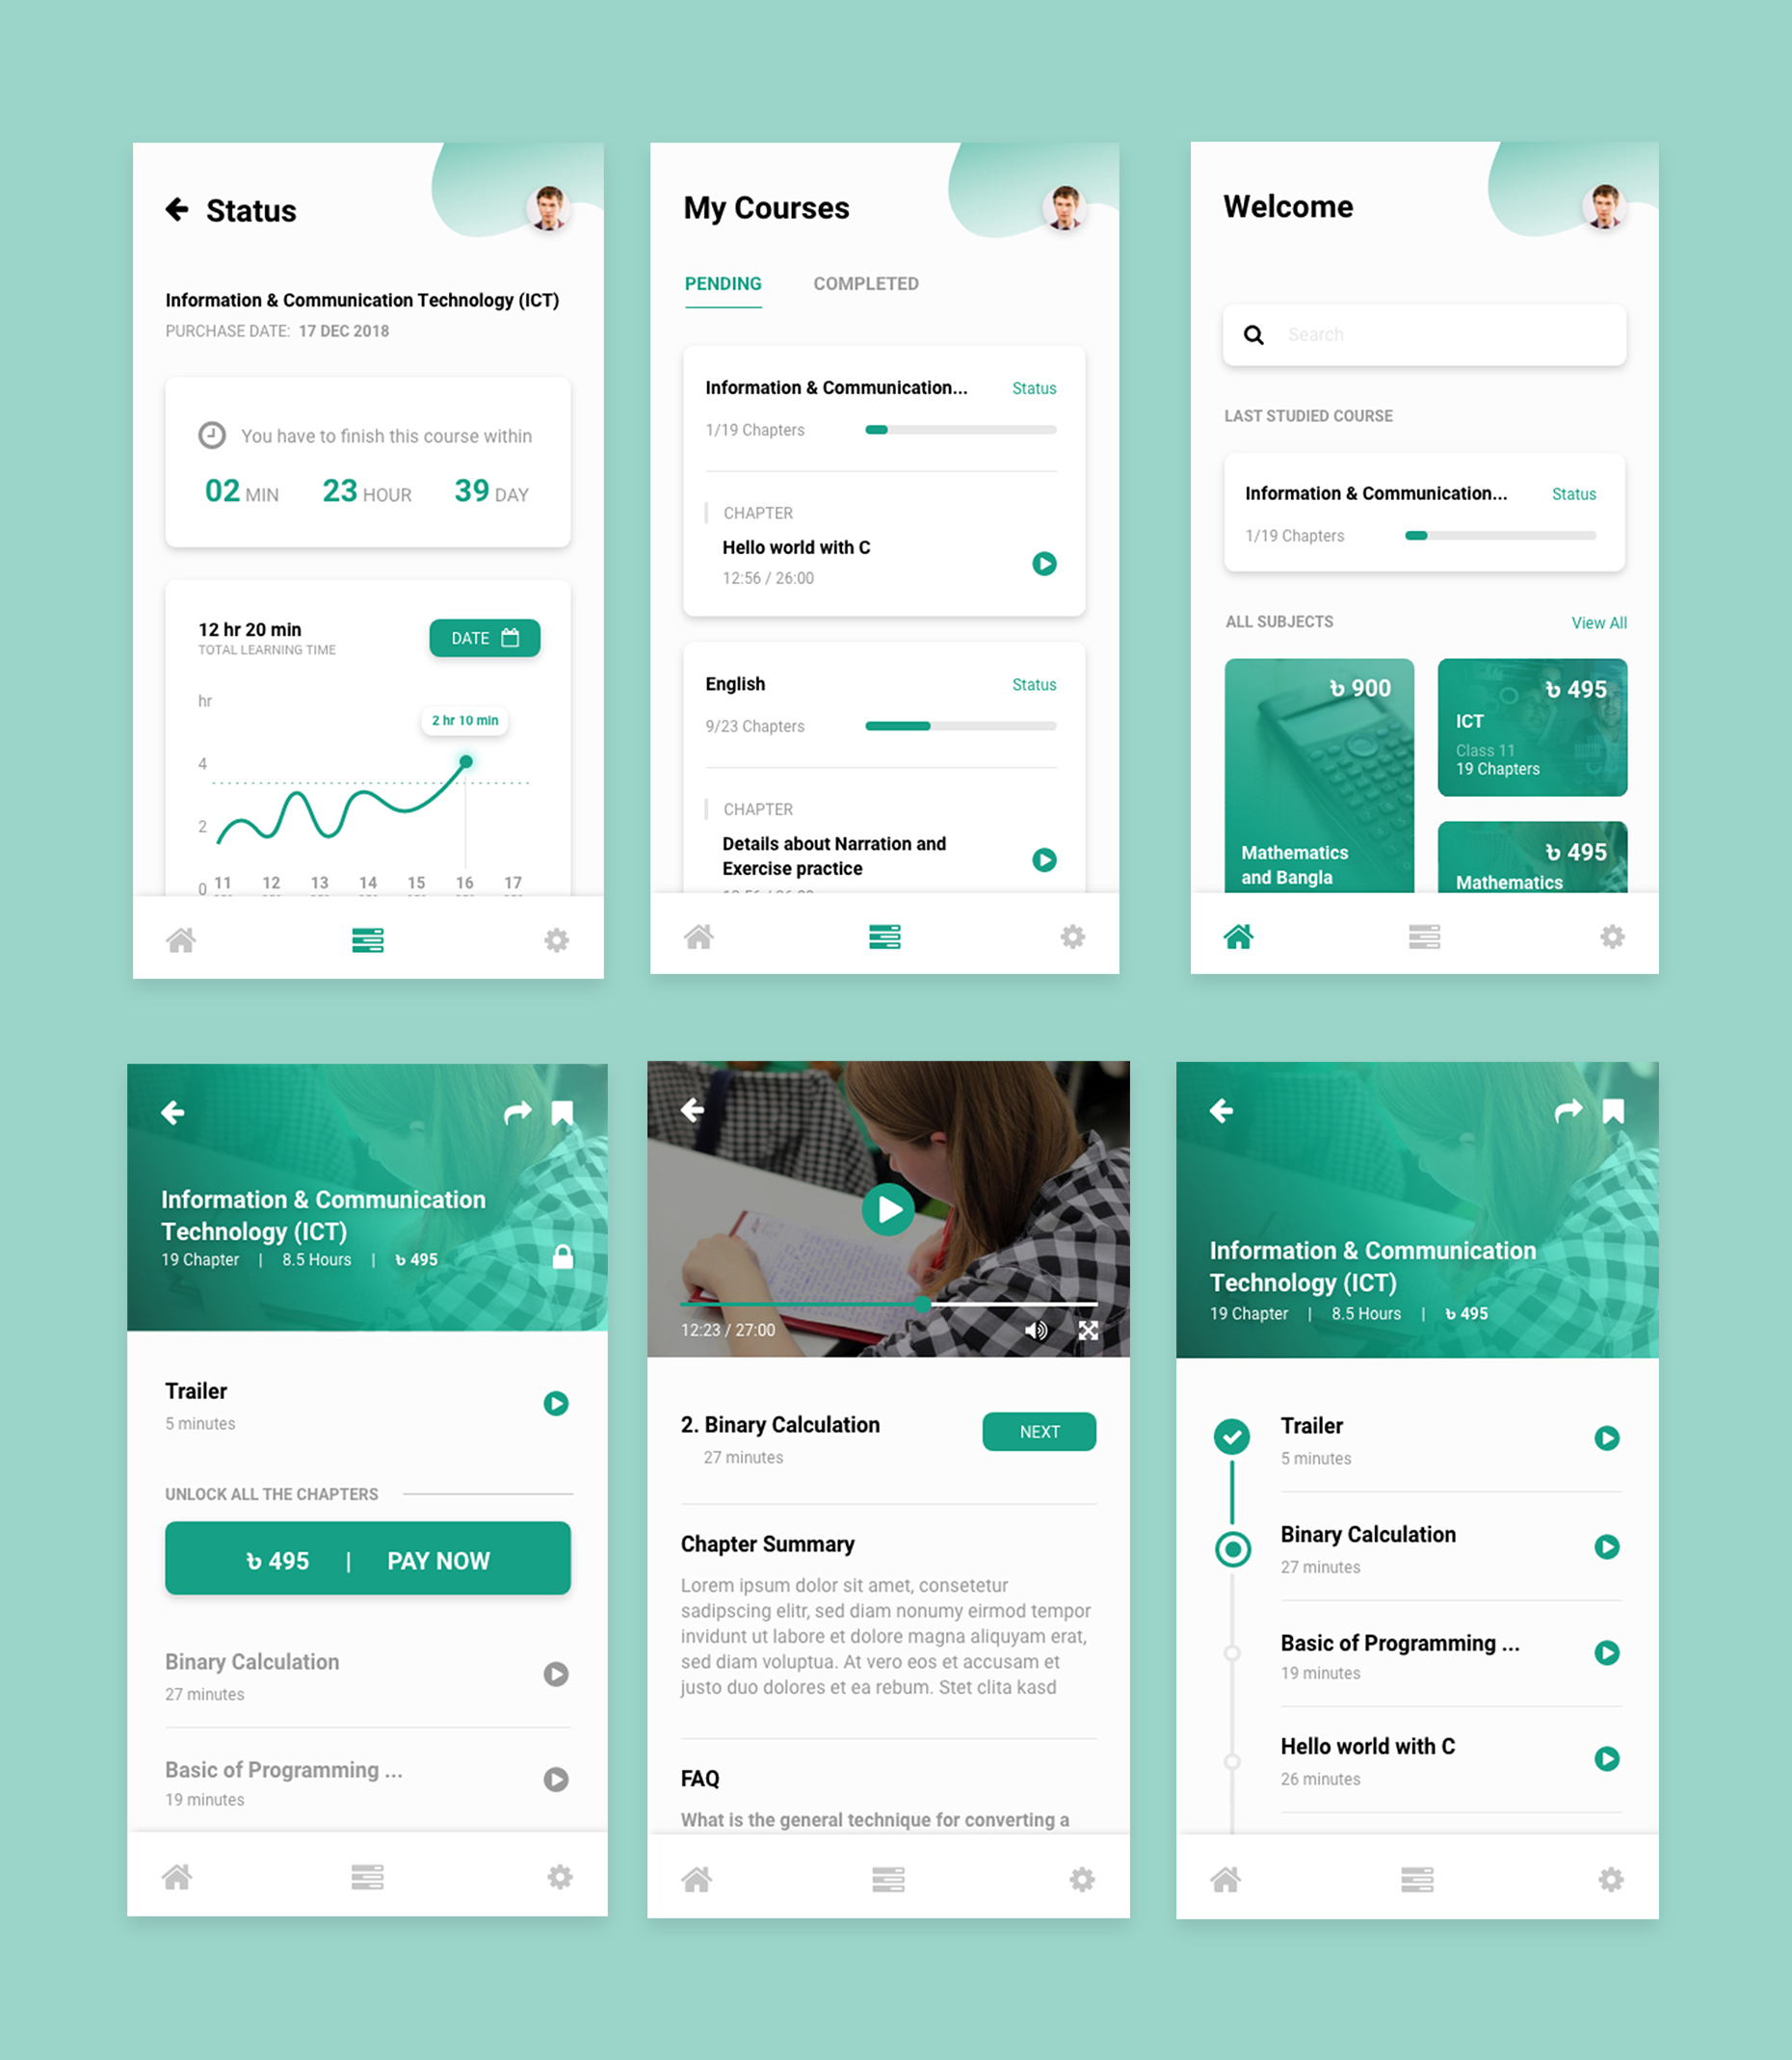 Status
Information & Communication Technology (ICT)
PURCHASE DATE: 17 DEC 2018
You have to finish this course within
02 MIN 23 HOUR 39 DAY
12 hr 20 min
TOTAL LEARNING TIME
DATE
hr
2 hr 10 min
4
2
0 11 12 13 14 15 16 17
My Courses
PENDING COMPLETED
Information & Communication... Status
1/19 Chapters
CHAPTER
Hello world with C
12:56 / 26:00
English Status
9/23 Chapters
CHAPTER
Details about Narration and
Exercise practice
Welcome
Search
LAST STUDIED COURSE
Information & Communication... Status
1/19 Chapters
ALL SUBJECTS View All
৳ 900
Mathematics
and Bangla
৳ 495
ICT
Class 11
19 Chapters
৳ 495
Mathematics
Information & Communication
Technology (ICT)
19 Chapter | 8.5 Hours | ৳ 495
Trailer
5 minutes
UNLOCK ALL THE CHAPTERS
৳ 495 | PAY NOW
Binary Calculation
27 minutes
Basic of Programming ...
19 minutes
12:23 / 27:00
2. Binary Calculation
NEXT
27 minutes
Chapter Summary
Lorem ipsum dolor sit amet, consetetur
sadipscing elitr, sed diam nonumy eirmod tempor
invidunt ut labore et dolore magna aliquyam erat,
sed diam voluptua. At vero eos et accusam et
justo duo dolores et ea rebum. Stet clita kasd
FAQ
What is the general technique for converting a
Information & Communication
Technology (ICT)
19 Chapter | 8.5 Hours | ৳ 495
Trailer
5 minutes
Binary Calculation
27 minutes
Basic of Programming ...
19 minutes
Hello world with C
26 minutes